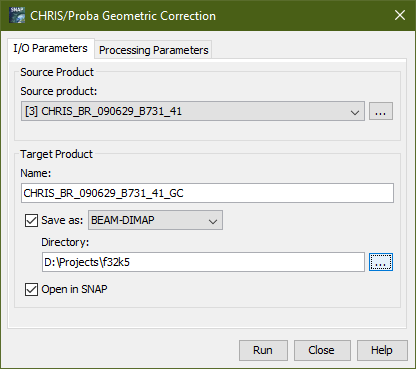 SNAP
CHRIS/Proba Geometric Correction
I/O Parameters Processing Parameters
Source Product
Source product:
[3] CHRIS_BR_090629_B731_41 ...
Target Product
Name:
CHRIS_BR_090629_B731_41_GC
Save as: BEAM-DIMAP
Directory:
D:\Projects\f32k5 ...
Open in SNAP
Run Close Help